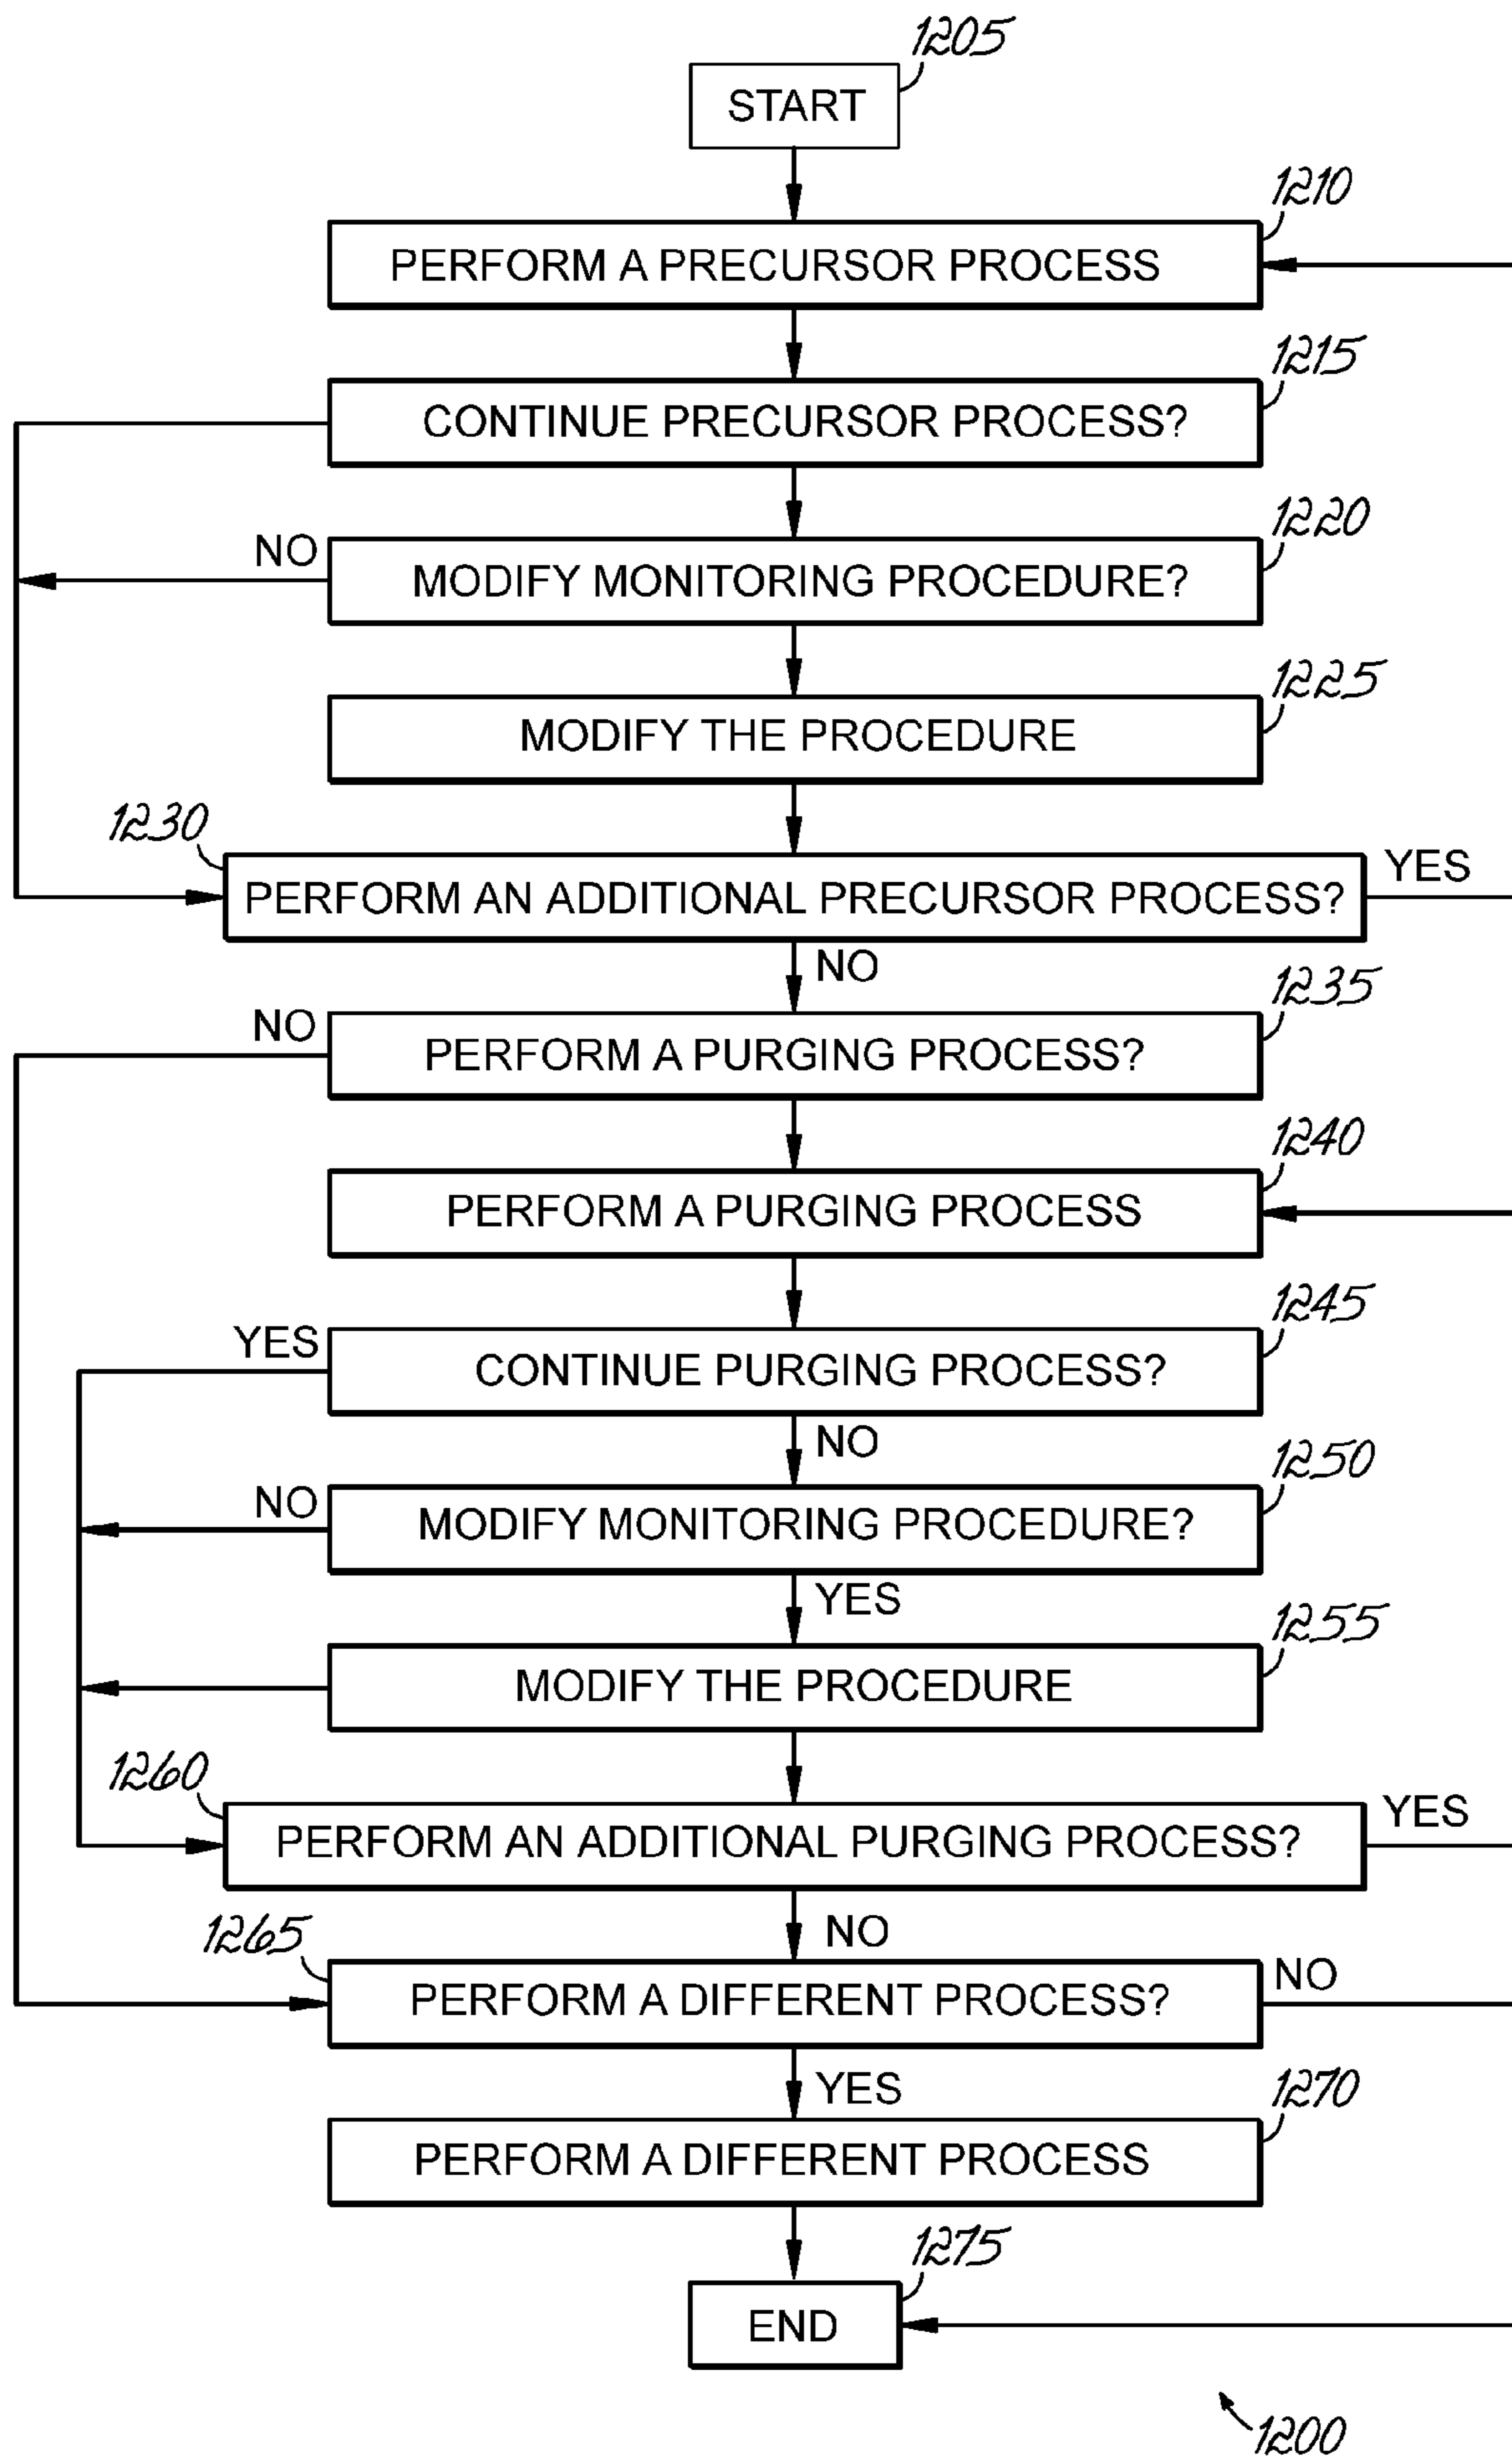 1205
START
1210
PERFORM A PRECURSOR PROCESS
1215
CONTINUE PRECURSOR PROCESS?
1220
NO
MODIFY MONITORING PROCEDURE?
1225
MODIFY THE PROCEDURE
1230
YES
PERFORM AN ADDITIONAL PRECURSOR PROCESS?
NO
1235
NO
PERFORM A PURGING PROCESS?
1240
PERFORM A PURGING PROCESS
1245
YES
CONTINUE PURGING PROCESS?
NO
1250
NO
MODIFY MONITORING PROCEDURE?
YES
1255
MODIFY THE PROCEDURE
1260
YES
PERFORM AN ADDITIONAL PURGING PROCESS?
NO
1265
NO
PERFORM A DIFFERENT PROCESS?
YES
1270
PERFORM A DIFFERENT PROCESS
1275
END
1200